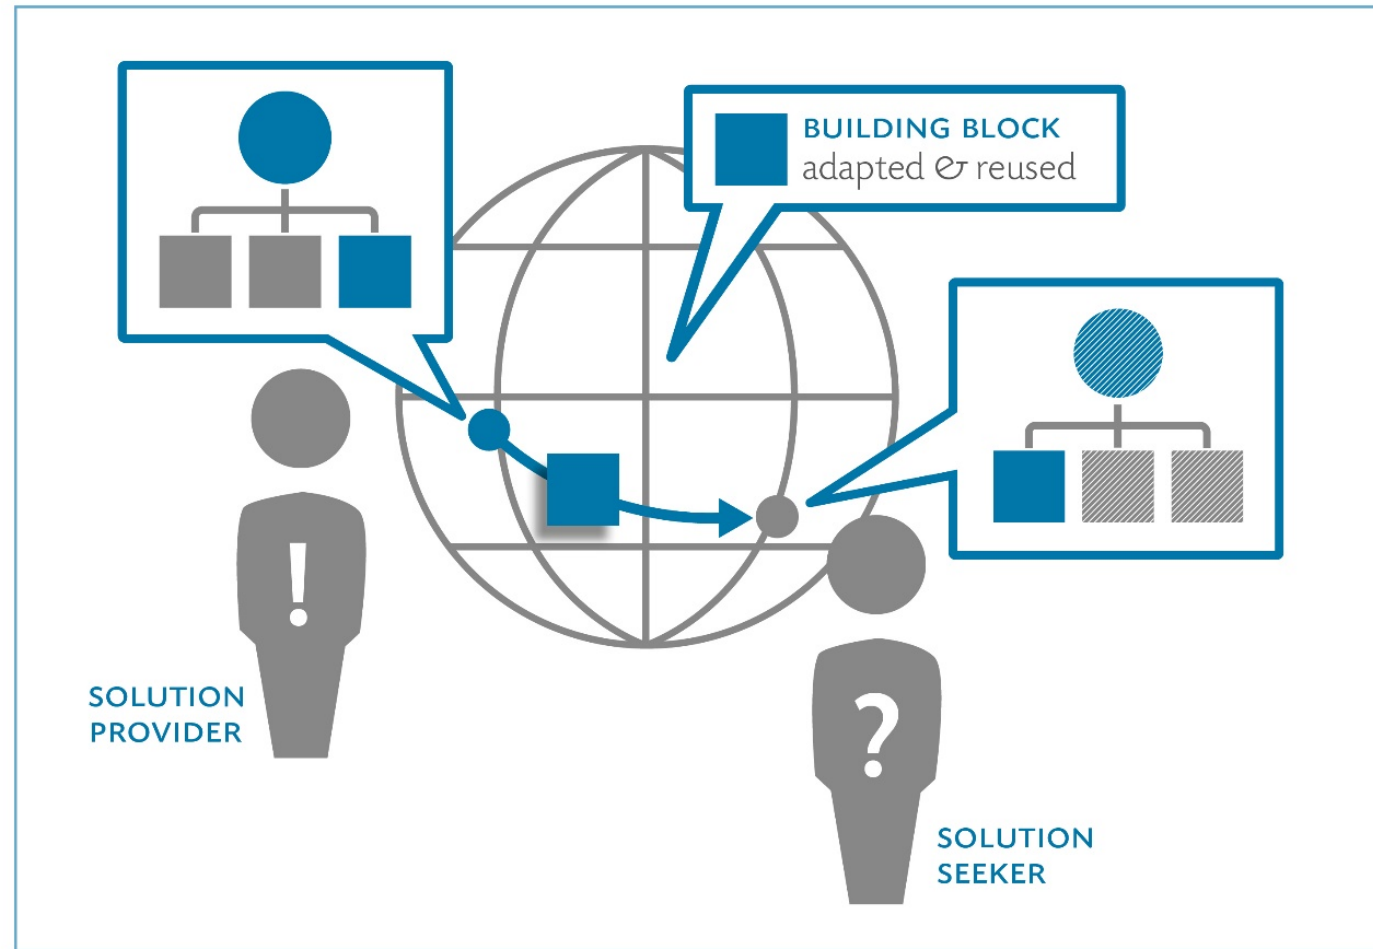 BUILDING BLOCK
adapted & reused
!
SOLUTION
PROVIDER
?
SOLUTION
SEEKER